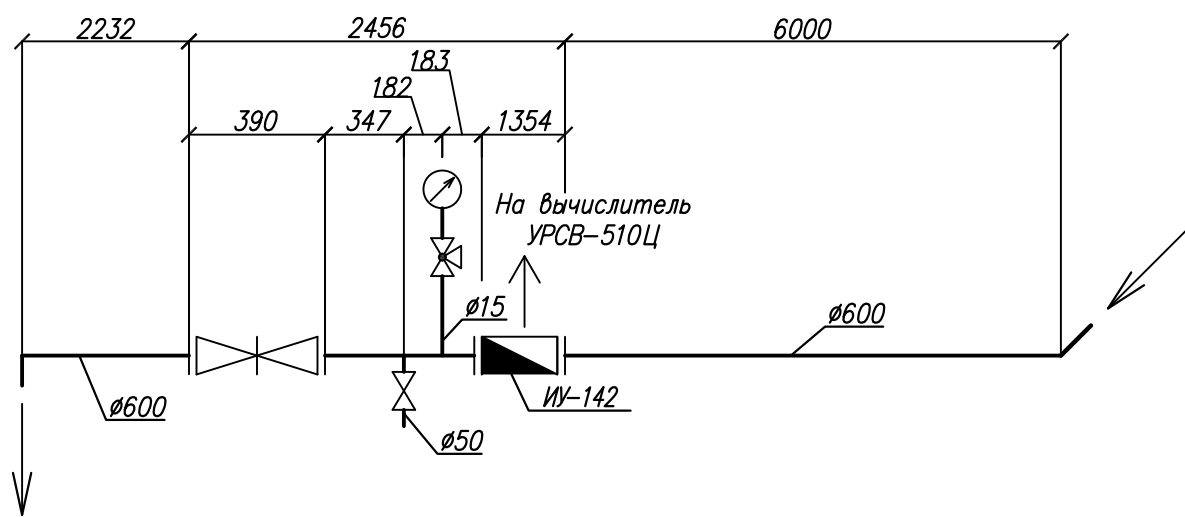 2232
2456
6000
183
182
390
347
1354
На вычислитель
УРСВ-510Ц
ø15
ø600
ИУ-142
ø600
ø50